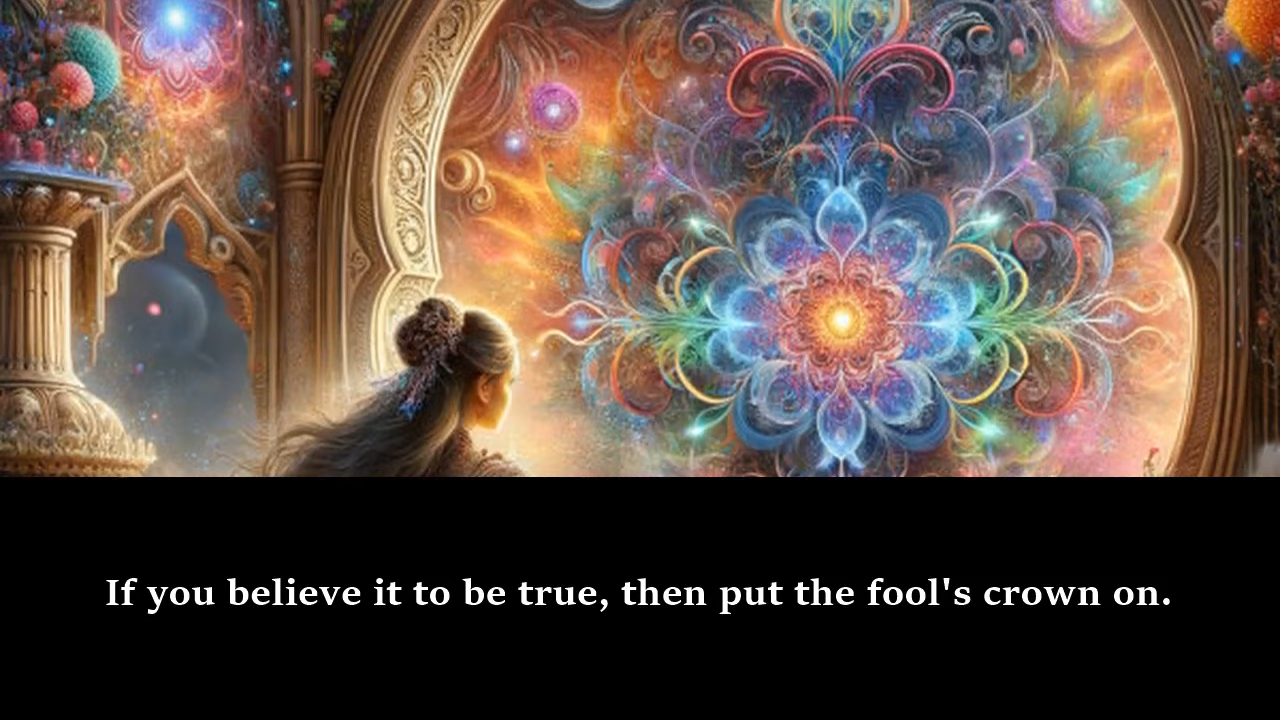 If you believe it to be true, then put the fool's crown on.